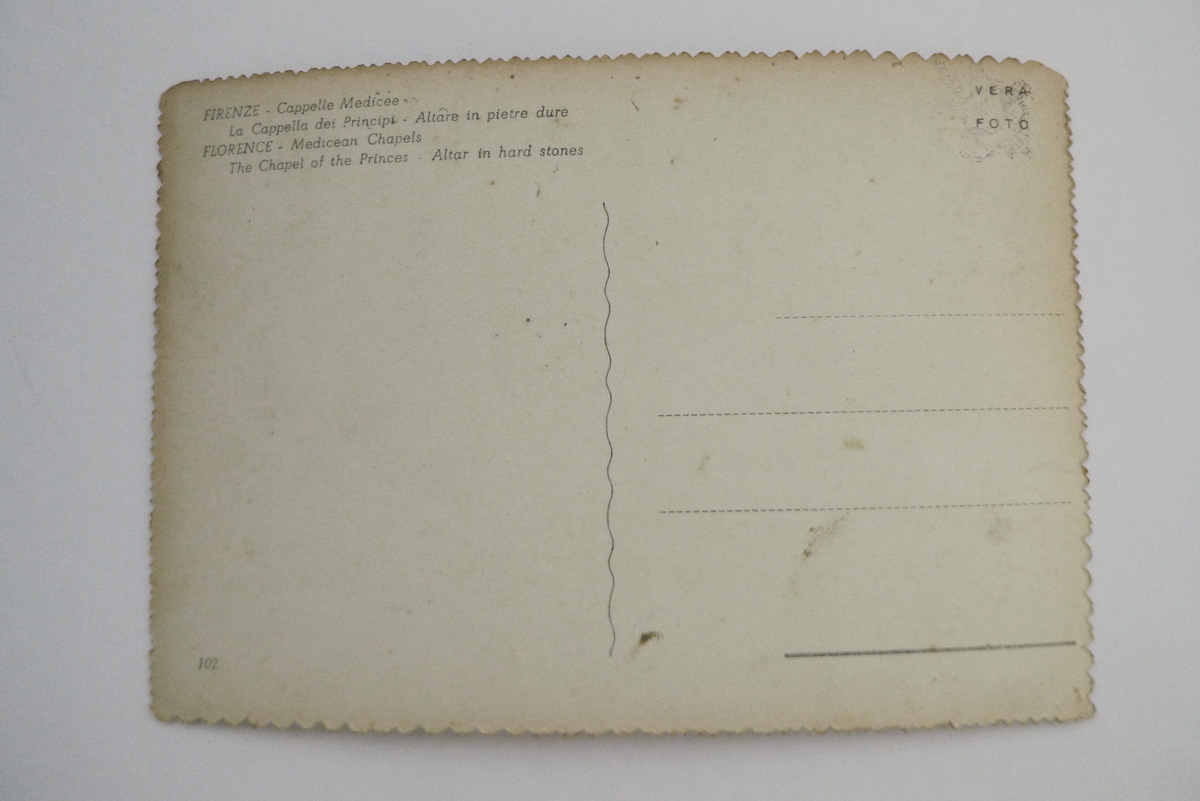 FIRENZE - Cappelle Medicee
La Cappella dei Principi - Altare in pietre dure
FLORENCE - Medicean Chapels
The Chapel of the Princes - Altar in hard stones
VERA
FOTO
102